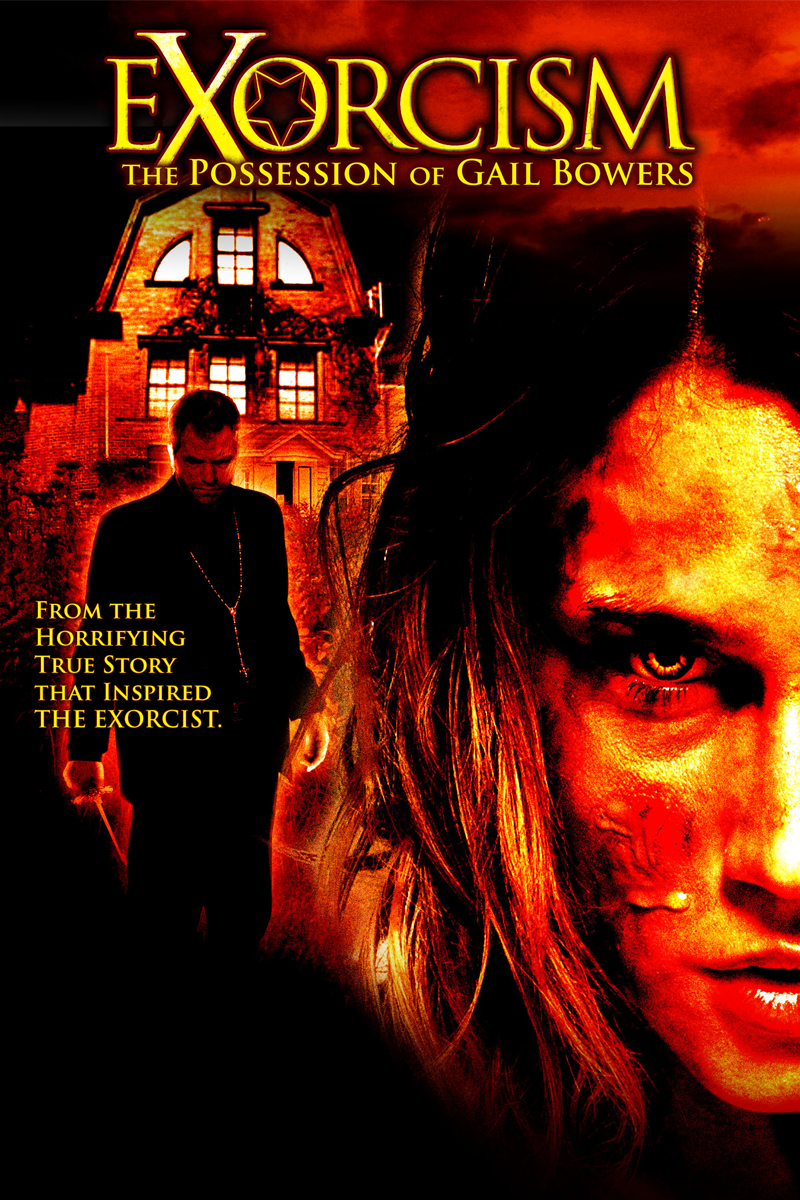 EXORCISM
THE POSSESSION OF GAIL BOWERS
FROM THE
HORRIFYING
TRUE STORY
THAT INSPIRED
THE EXORCIST.